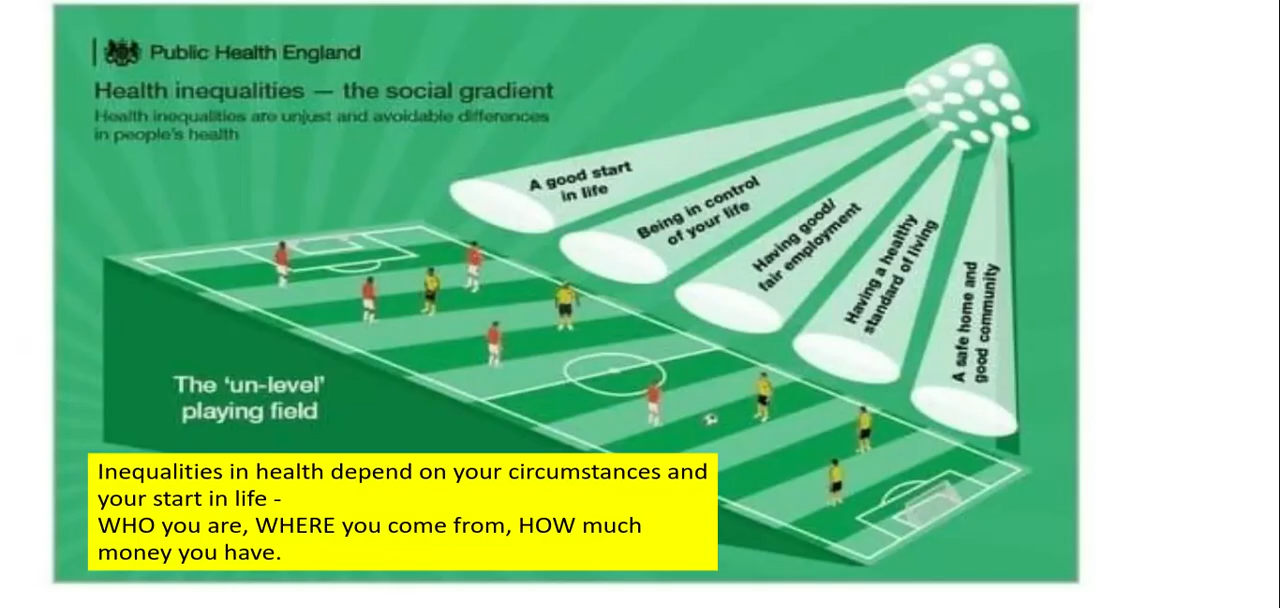 Public Health England
Health inequalities — the social gradient
Health inequalities are unjust and avoidable differences
in people's health
A good start
in life
Being in control
of your life
Having good/
fair employment
Having a healthy
standard of living
A safe home and
good community
The 'un-level'
playing field
Inequalities in health depend on your circumstances and
your start in life -
WHO you are, WHERE you come from, HOW much
money you have.